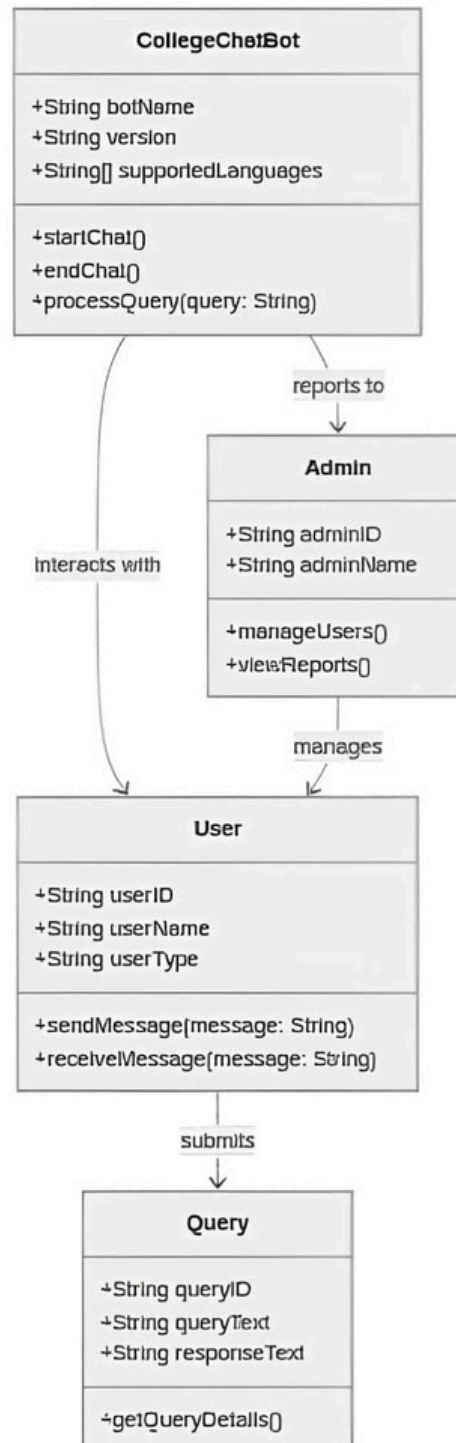 CollegeChatBot
+String botName
+String version
+String[] supportedLanguages
+startChat()
+endChat()
+processQuery(query: String)
reports to
Admin
+String adminID
+String adminName
+manageUsers()
+viewReports()
interacts with
manages
User
+String userID
+String userName
+String userType
+sendMessage(message: String)
+receiveMessage(message: String)
submits
Query
+String queryID
+String queryText
+String responseText
+getQueryDetails()